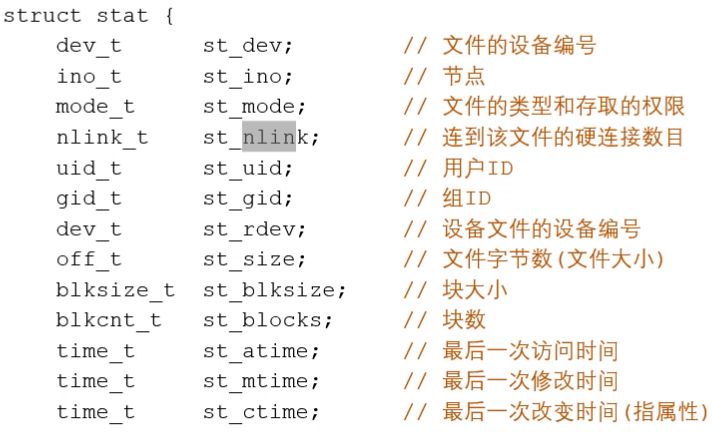 struct stat {
dev_t st_dev; // 文件的设备编号
ino_t st_ino; // 节点
mode_t st_mode; // 文件的类型和存取的权限
nlink_t st_nlink; // 连到该文件的硬连接数目
uid_t st_uid; // 用户ID
gid_t st_gid; // 组ID
dev_t st_rdev; // 设备文件的设备编号
off_t st_size; // 文件字节数(文件大小)
blksize_t st_blksize; // 块大小
blkcnt_t st_blocks; // 块数
time_t st_atime; // 最后一次访问时间
time_t st_mtime; // 最后一次修改时间
time_t st_ctime; // 最后一次改变时间(指属性)